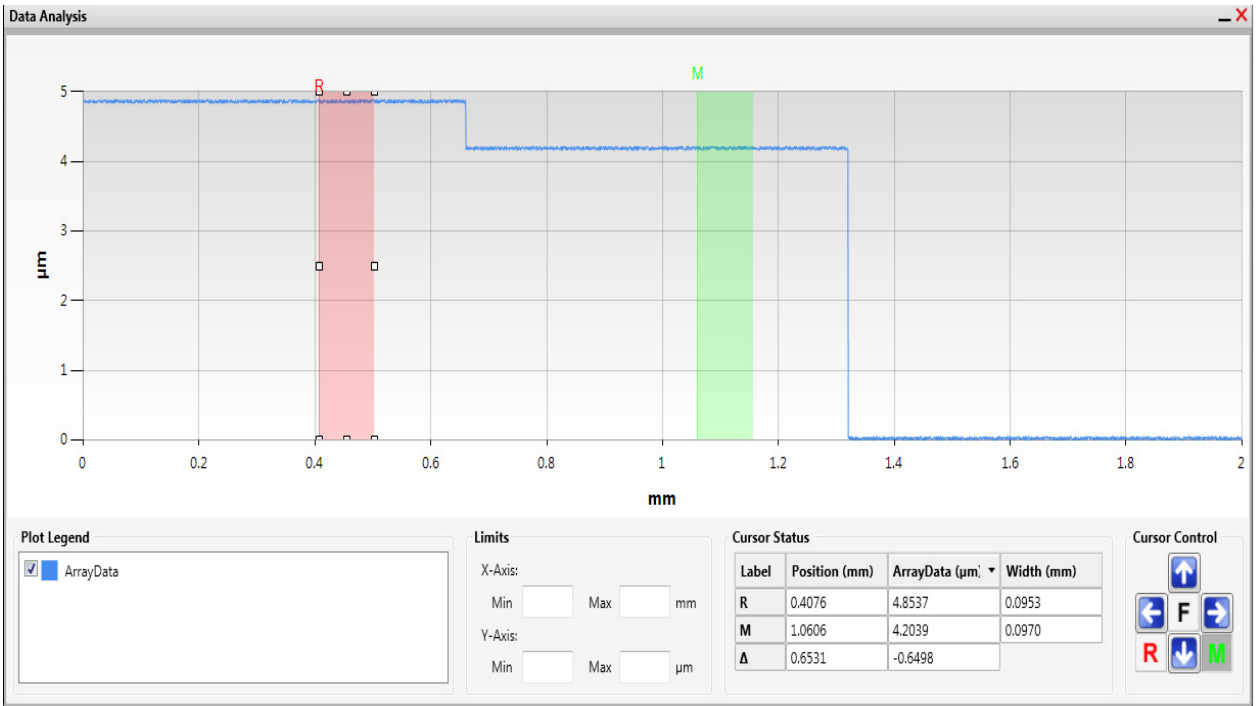 Data Analysis
R
M
5
4
3
2
1
0
µm
0 0.2 0.4 0.6 0.8 1 1.2 1.4 1.6 1.8 2
mm
Plot Legend
ArrayData
Limits
X-Axis:
Min Max mm
Y-Axis:
Min Max µm
Cursor Status
Label Position (mm) ArrayData (µm) Width (mm)
R 0.4076 4.8537 0.0953
M 1.0606 4.2039 0.0970
Δ 0.6531 -0.6498
Cursor Control
F
R M